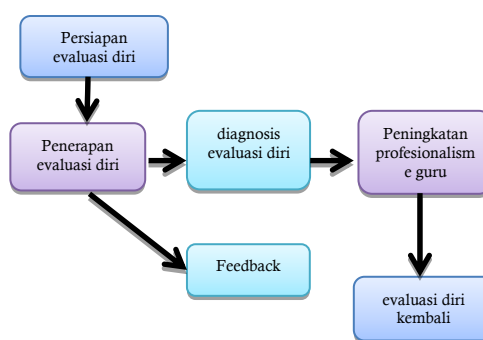 Persiapan
evaluasi diri
Penerapan
evaluasi diri
diagnosis
evaluasi diri
Peningkatan
profesionalism
e guru
Feedback
evaluasi diri
kembali